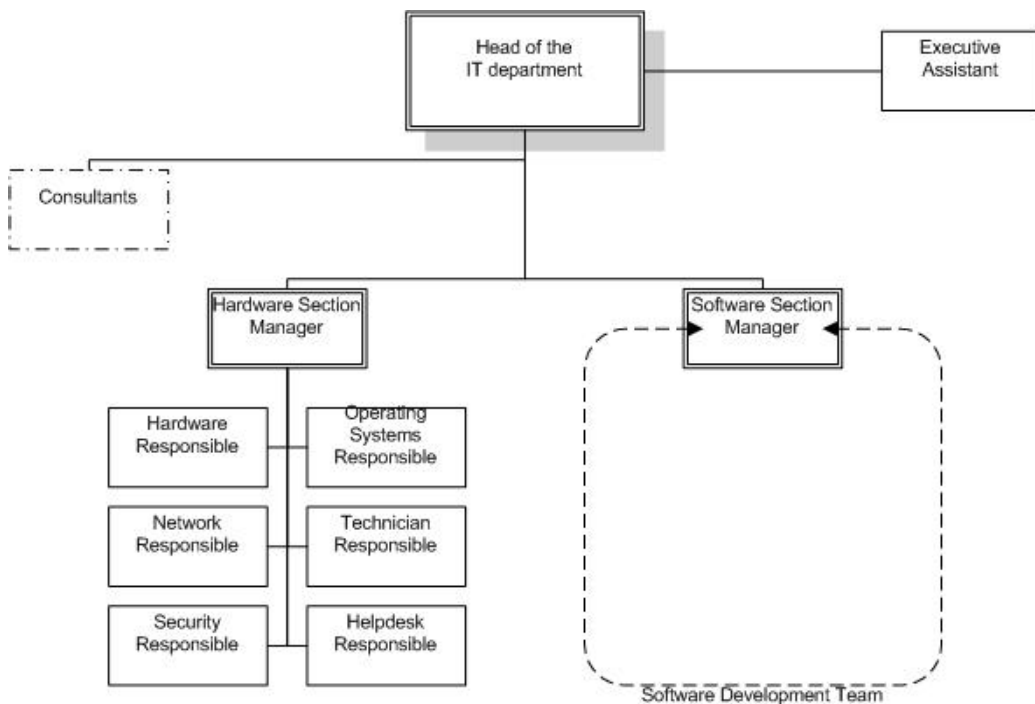 Head of the
IT department
Executive
Assistant
Consultants
Hardware Section
Manager
Software Section
Manager
Hardware
Responsible
Operating
Systems
Responsible
Network
Responsible
Technician
Responsible
Security
Responsible
Helpdesk
Responsible
Software Development Team